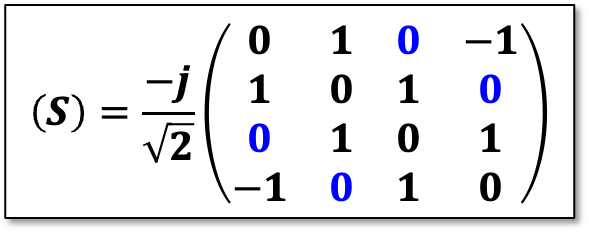 (S) = -j/√2
0 1 0 -1
1 0 1 0
0 1 0 1
-1 0 1 0